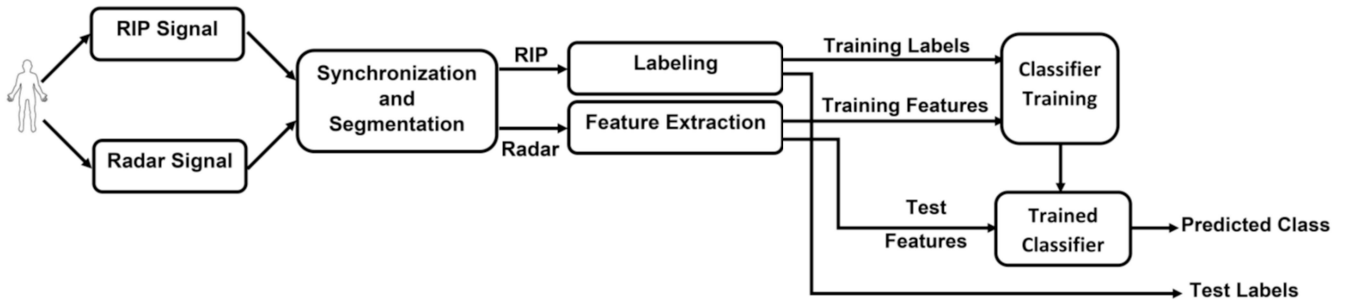 RIP Signal
Radar Signal
Synchronization
and
Segmentation
RIP
Radar
Labeling
Feature Extraction
Training Labels
Training Features
Classifier
Training
Test
Features
Trained
Classifier
Predicted Class
Test Labels